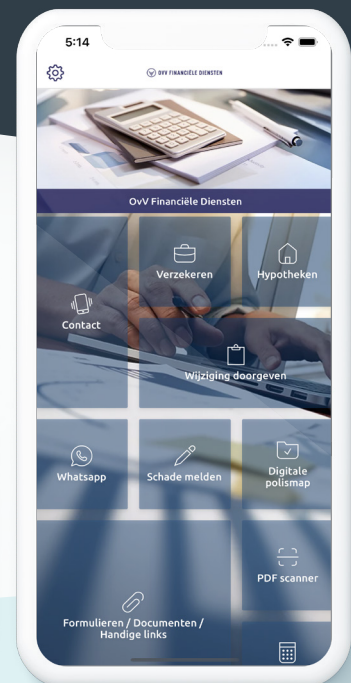 5:14
OVV FINANCIËLE DIENSTEN
OvV Financiële Diensten
Verzekeren
Hypotheken
Contact
Wijziging doorgeven
Whatsapp
Schade melden
Digitale
polismap
PDF scanner
Formulieren / Documenten /
Handige links